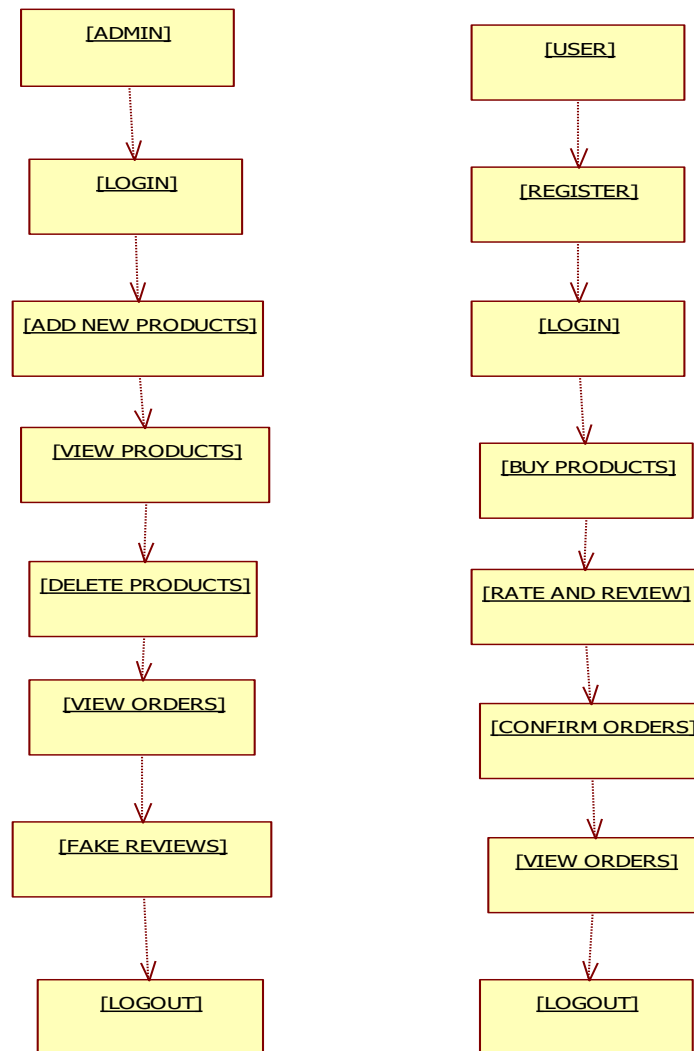 [ADMIN]
[LOGIN]
[ADD NEW PRODUCTS]
[VIEW PRODUCTS]
[DELETE PRODUCTS]
[VIEW ORDERS]
[FAKE REVIEWS]
[LOGOUT]
[USER]
[REGISTER]
[LOGIN]
[BUY PRODUCTS]
[RATE AND REVIEW]
[CONFIRM ORDERS]
[VIEW ORDERS]
[LOGOUT]